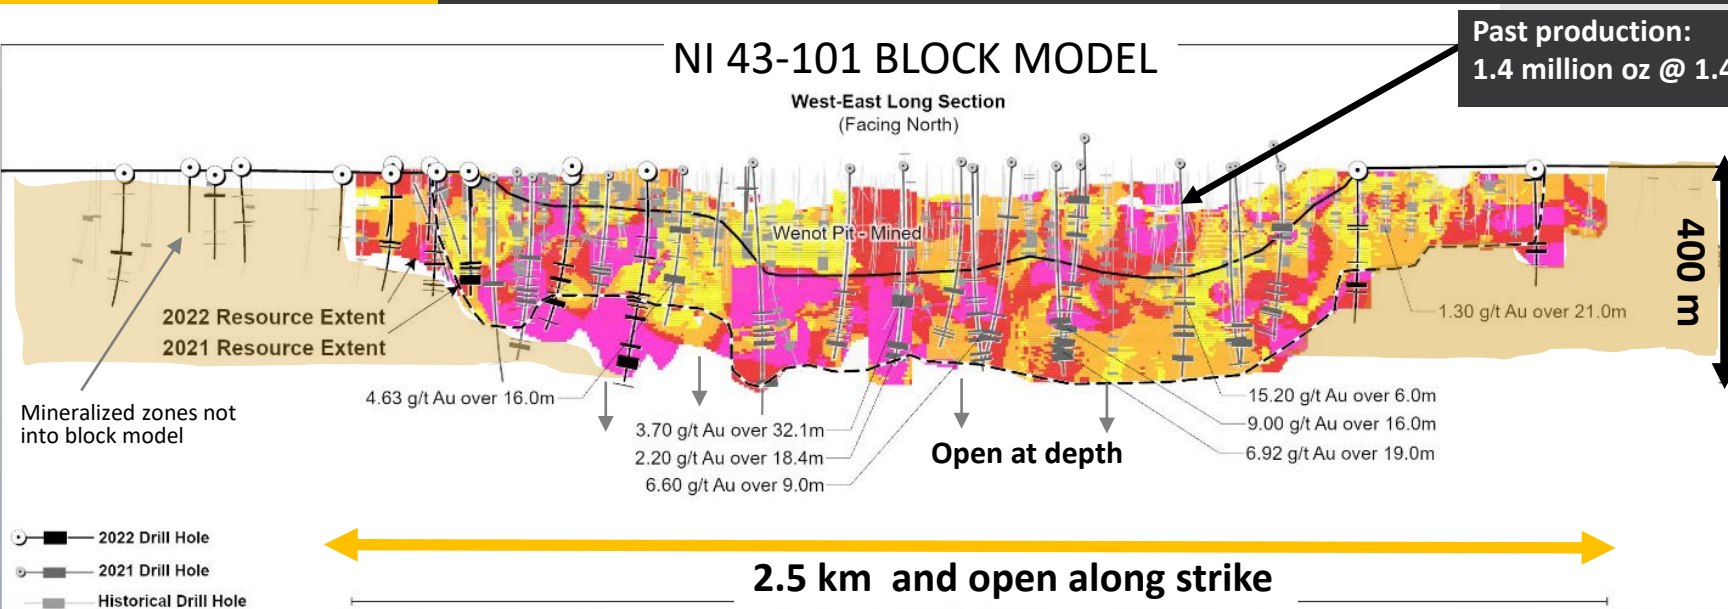 Past production:
1.4 million oz @ 1.4
NI 43-101 BLOCK MODEL
West-East Long Section
(Facing North)
Wenot Pit - Mined
400 m
2022 Resource Extent
2021 Resource Extent
1.30 g/t Au over 21.0m
Mineralized zones not
into block model
4.63 g/t Au over 16.0m
3.70 g/t Au over 32.1m
2.20 g/t Au over 18.4m
6.60 g/t Au over 9.0m
Open at depth
15.20 g/t Au over 6.0m
9.00 g/t Au over 16.0m
6.92 g/t Au over 19.0m
2022 Drill Hole
2021 Drill Hole
Historical Drill Hole
2.5 km and open along strike